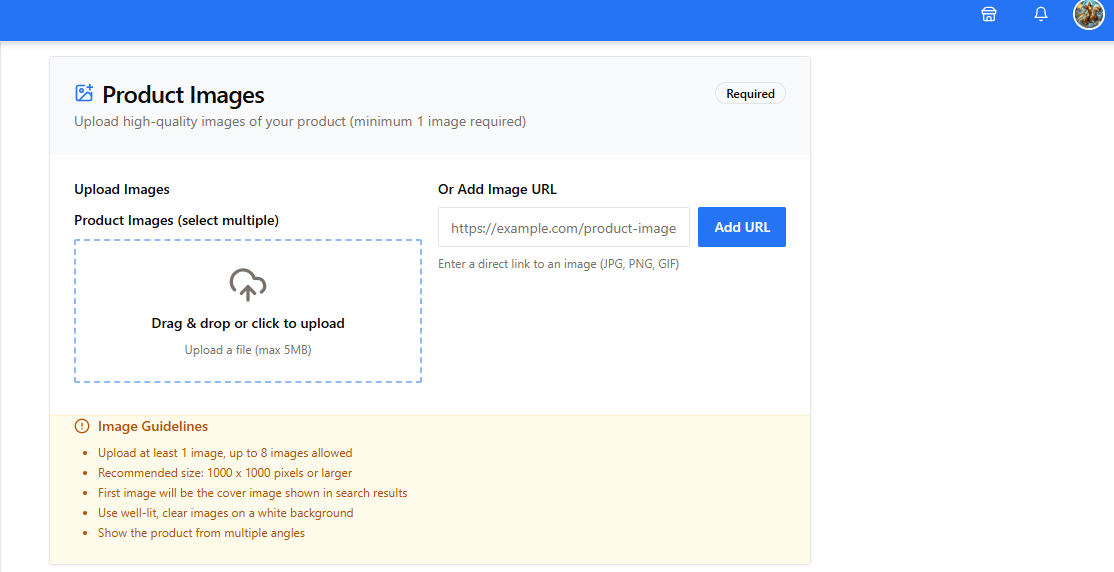 Product Images
Required
Upload high-quality images of your product (minimum 1 image required)
Upload Images
Product Images (select multiple)
Drag & drop or click to upload
Upload a file (max 5MB)
Or Add Image URL
https://example.com/product-image
Add URL
Enter a direct link to an image (JPG, PNG, GIF)
Image Guidelines
Upload at least 1 image, up to 8 images allowed
Recommended size: 1000 x 1000 pixels or larger
First image will be the cover image shown in search results
Use well-lit, clear images on a white background
Show the product from multiple angles